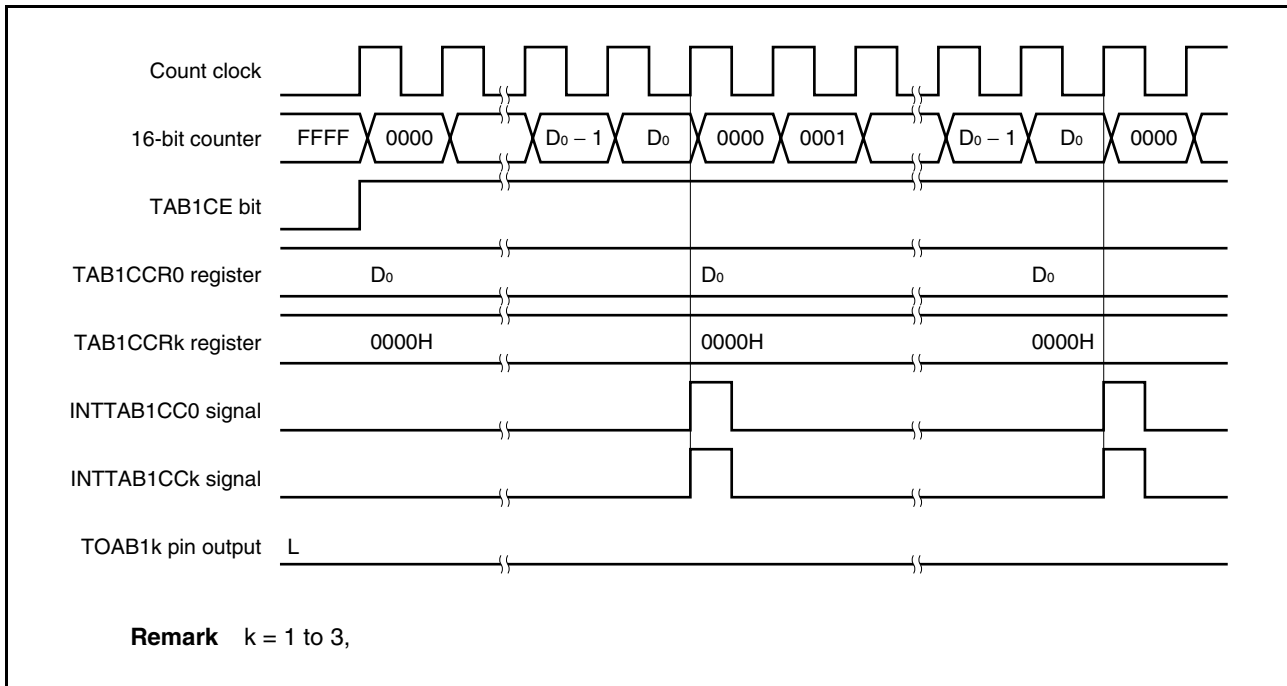 Count clock
16-bit counter FFFF 0000 D₀ − 1 D₀ 0000 0001 D₀ − 1 D₀ 0000
TAB1CE bit
TAB1CCR0 register D₀ D₀ D₀
TAB1CCRk register 0000H 0000H 0000H
INTTAB1CC0 signal
INTTAB1CCk signal
TOAB1k pin output L
Remark k = 1 to 3,